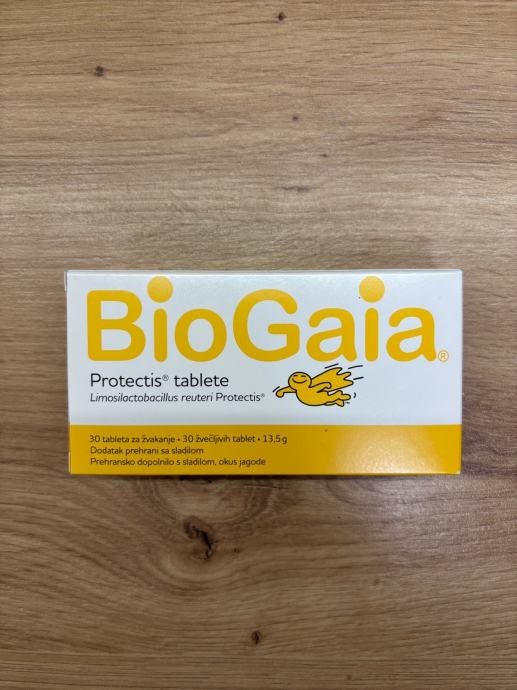 BioGaia®
Protectis® tablete
Limosilactobacillus reuteri Protectis®
30 tableta za žvakanje • 30 žvečljivih tablet • 13,5 g
Dodatak prehrani sa sladilom
Prehransko dopolnilo s sladilom, okus jagode